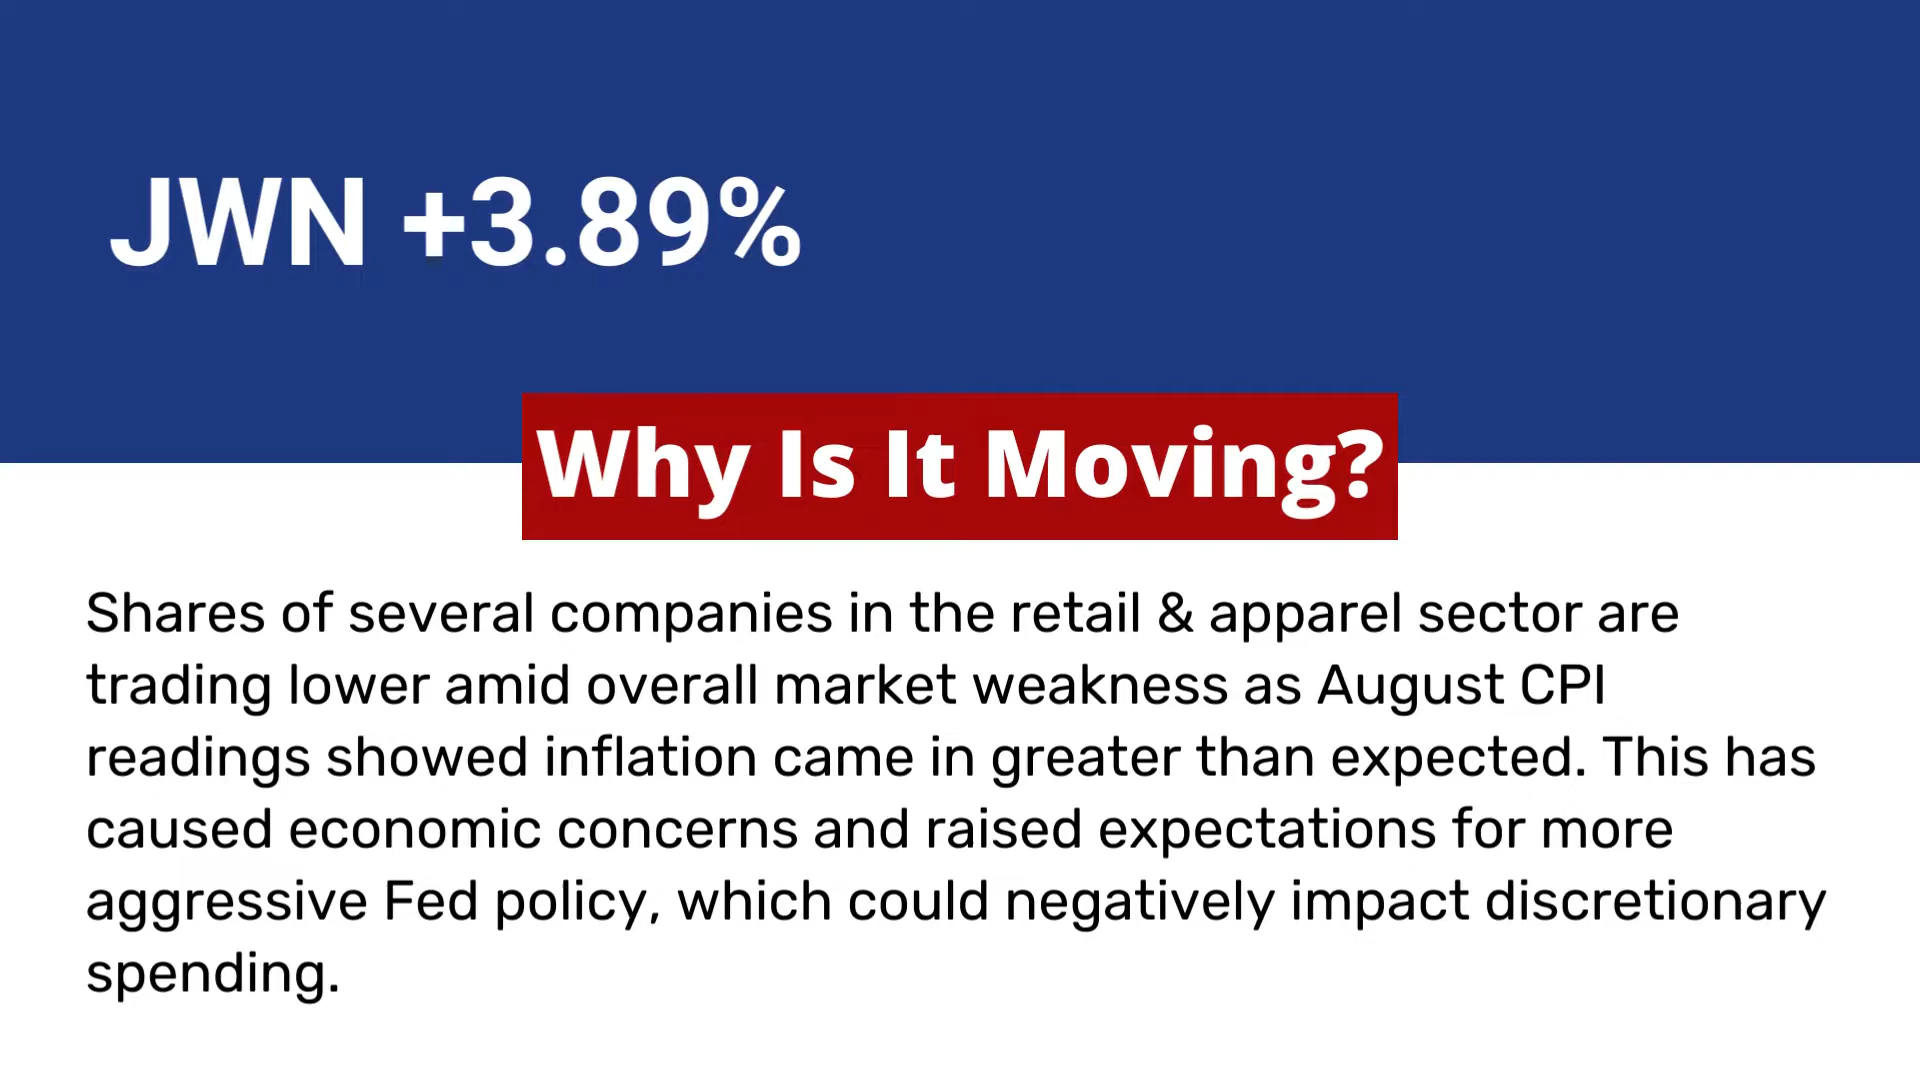 JWN +3.89%
Why Is It Moving?
Shares of several companies in the retail & apparel sector are
trading lower amid overall market weakness as August CPI
readings showed inflation came in greater than expected. This has
caused economic concerns and raised expectations for more
aggressive Fed policy, which could negatively impact discretionary
spending.